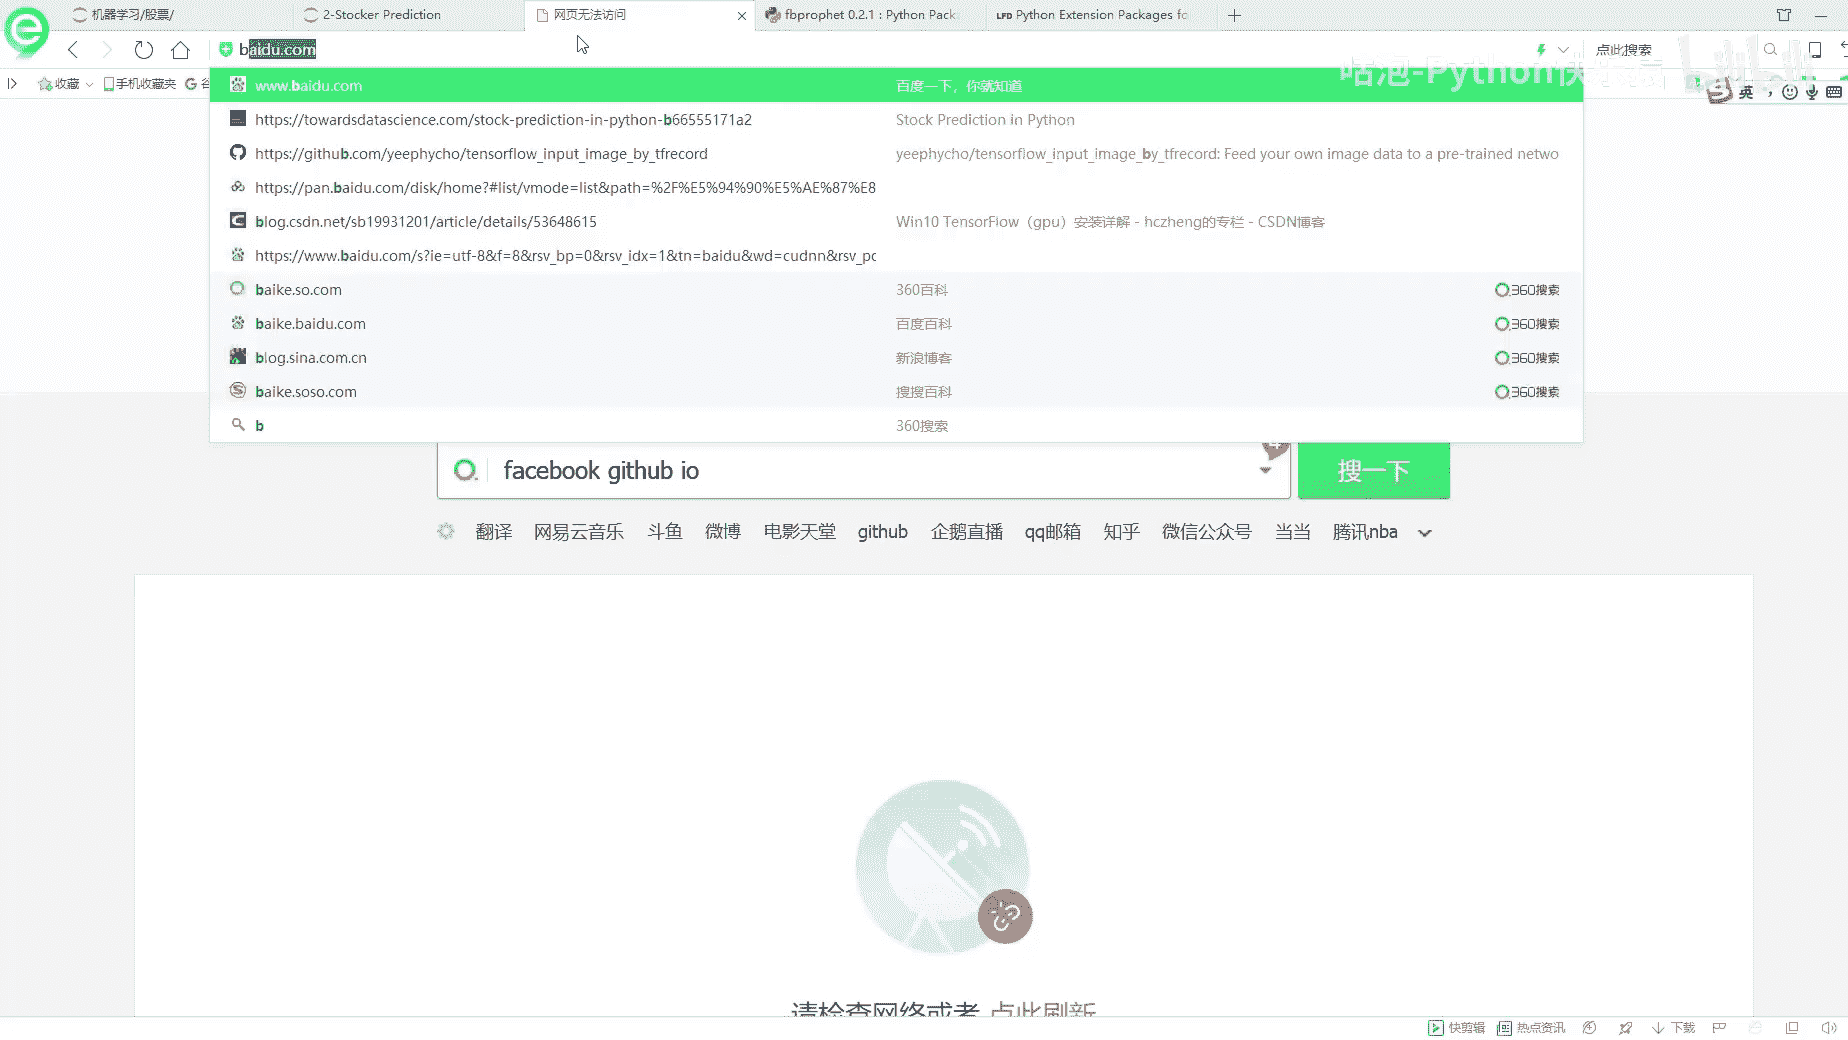 机器学习/股票/
2-Stocker Prediction
网页无法访问
fbprophet 0.2.1 : Python Pack
LFD Python Extension Packages fo
baidu.com
点此搜索
收藏
手机收藏夹
谷
咕泡-Python
bilibili
英
www.baidu.com
百度一下，你就知道
https://towardsdatascience.com/stock-prediction-in-python-b66555171a2
Stock Prediction in Python
https://github.com/yeephycho/tensorflow_input_image_by_tfrecord
yeephycho/tensorflow_input_image_by_tfrecord: Feed your own image data to a pre-trained netwo
https://pan.baidu.com/disk/home?#list/vmode=list&path=%2F%E5%94%90%E5%AE%87%E8
blog.csdn.net/sb19931201/article/details/53648615
Win10 TensorFlow（gpu）安装详解 - hczheng的专栏 - CSDN博客
https://www.baidu.com/s?ie=utf-8&f=8&rsv_bp=0&rsv_idx=1&tn=baidu&wd=cudnn&rsv_pc
baike.so.com
360百科
360搜索
baike.baidu.com
百度百科
360搜索
blog.sina.com.cn
新浪博客
360搜索
baike.soso.com
搜搜百科
360搜索
b
360搜索
facebook github io
搜一下
翻译 网易云音乐 斗鱼 微博 电影天堂 github 企鹅直播 qq邮箱 知乎 微信公众号 当当 腾讯nba
请检查网络或者 点此刷新
快剪辑 热点资讯 下载